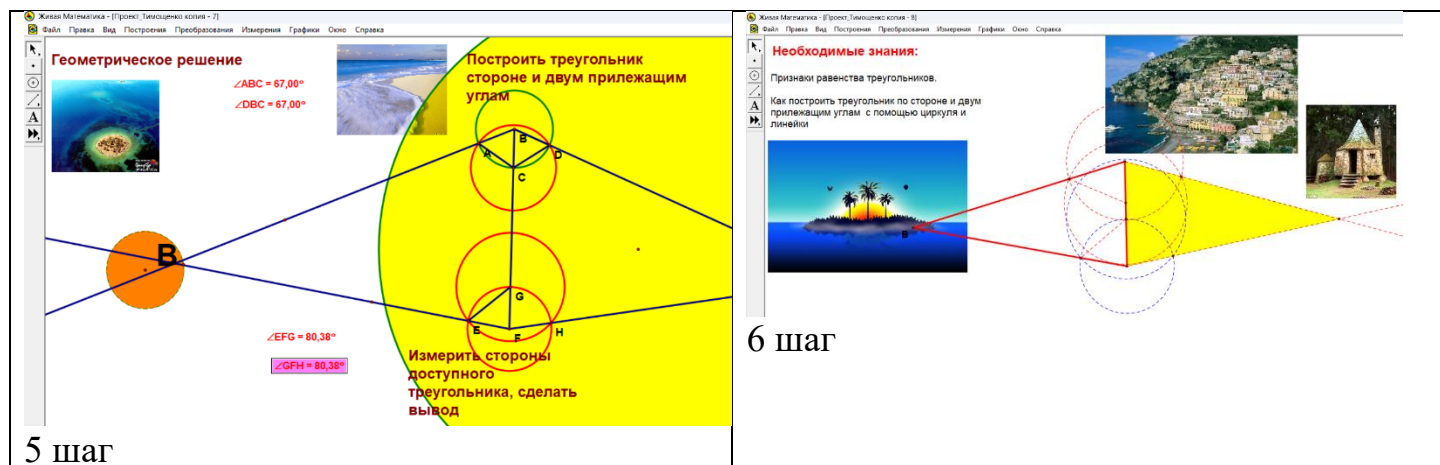 Живая Математика - [Проект_Тимощенко копия - 7]
Файл Правка Вид Построения Преобразования Измерения Графики Окно Справка
Геометрическое решение
∠ABC = 67,00°
∠DBC = 67,00°
Построить треугольник
стороне и двум прилежащим
углам
A
B
D
C
B
G
E
F
H
∠EFG = 80,38°
∠GFH = 80,38°
Измерить стороны
доступного
треугольника, сделать
вывод
5 шаг
Живая Математика - [Проект_Тимощенко копия - 8]
Файл Правка Вид Построения Преобразования Измерения Графики Окно Справка
Необходимые знания:
Признаки равенства треугольников.
Как построить треугольник по стороне и двум
прилежащим углам с помощью циркуля и
линейки
B
6 шаг